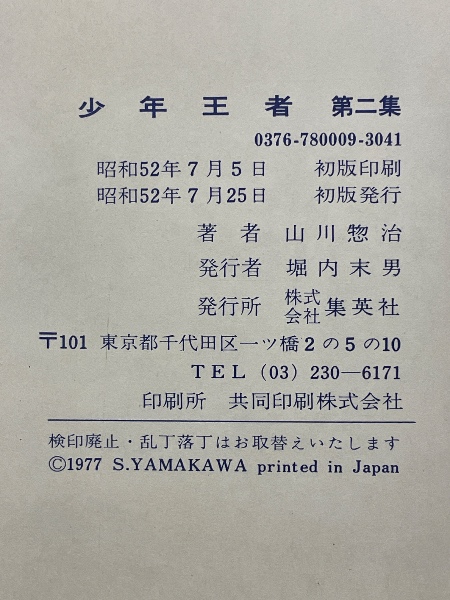 少年王者 第二集
0376-780009-3041
昭和52年7月5日 初版印刷
昭和52年7月25日 初版発行
著者 山川惣治
発行者 堀内末男
発行所 株式会社集英社
〒101 東京都千代田区一ツ橋2の5の10
TEL (03) 230—6171
印刷所 共同印刷株式会社
検印廃止・乱丁落丁はお取替えいたします
©1977 S.YAMAKAWA printed in Japan